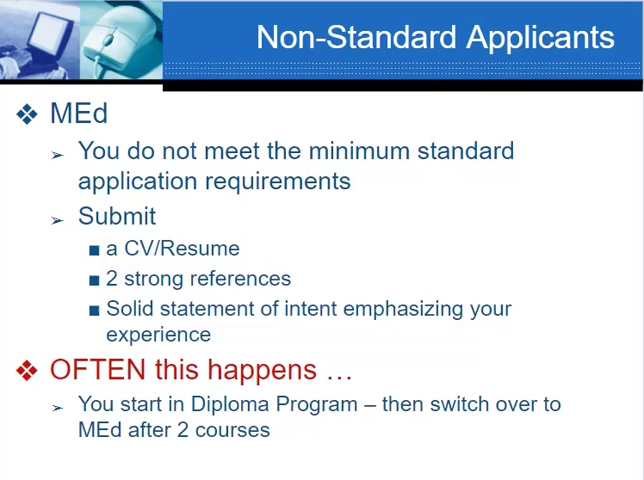 Non-Standard Applicants
❖ MEd
➢ You do not meet the minimum standard
application requirements
➢ Submit
■ a CV/Resume
■ 2 strong references
■ Solid statement of intent emphasizing your
experience
❖ OFTEN this happens …
➢ You start in Diploma Program – then switch over to
MEd after 2 courses